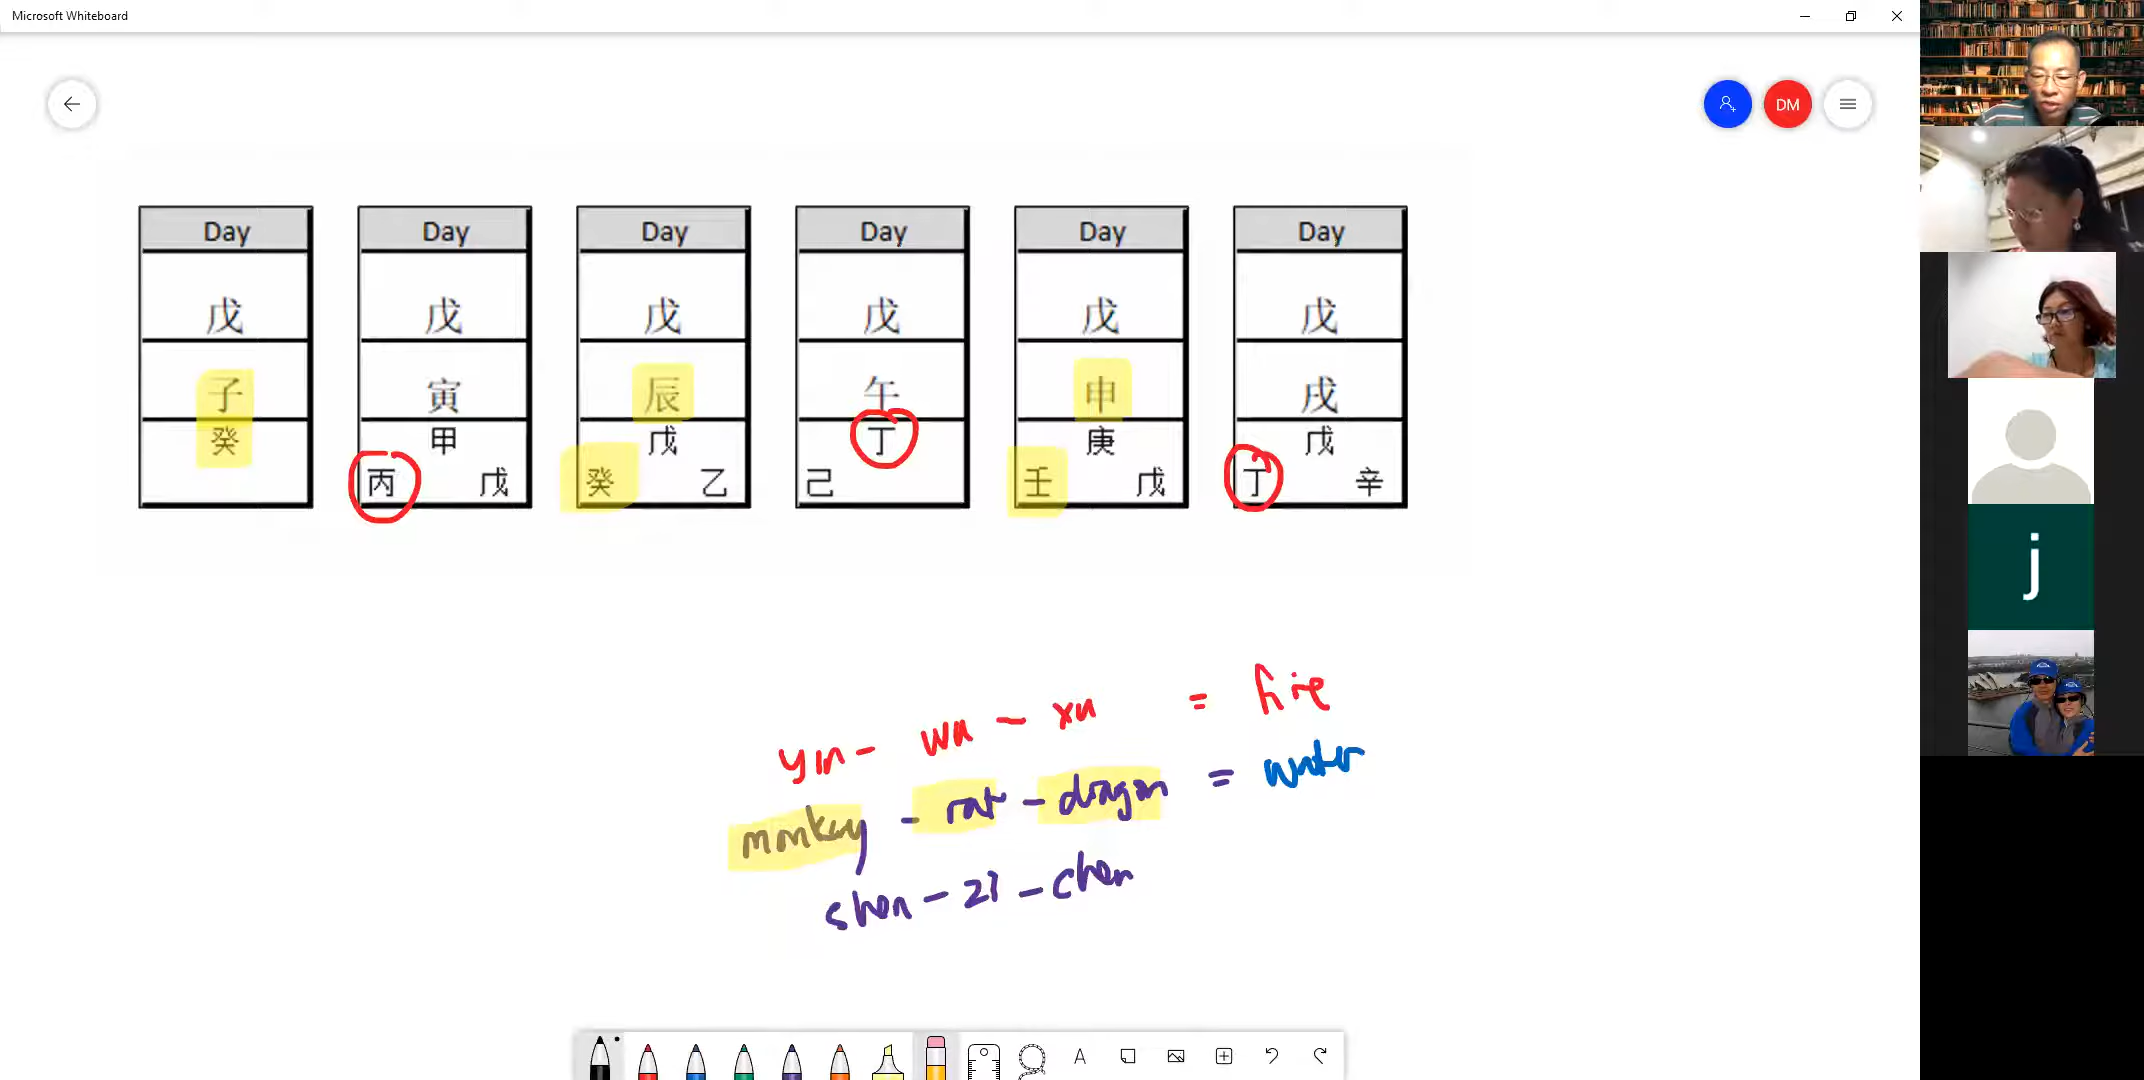 Microsoft Whiteboard
DM
Day Day Day Day Day Day
戊 戊 戊 戊 戊 戊
子 寅 辰 午 申 戌
癸 甲 戊 丁 庚 戊
丙 戊 癸 乙 己 壬 戊 丁 辛
j
yin - wu - xu = fire
monkey - rat - dragon = water
shen - zi - chen
A